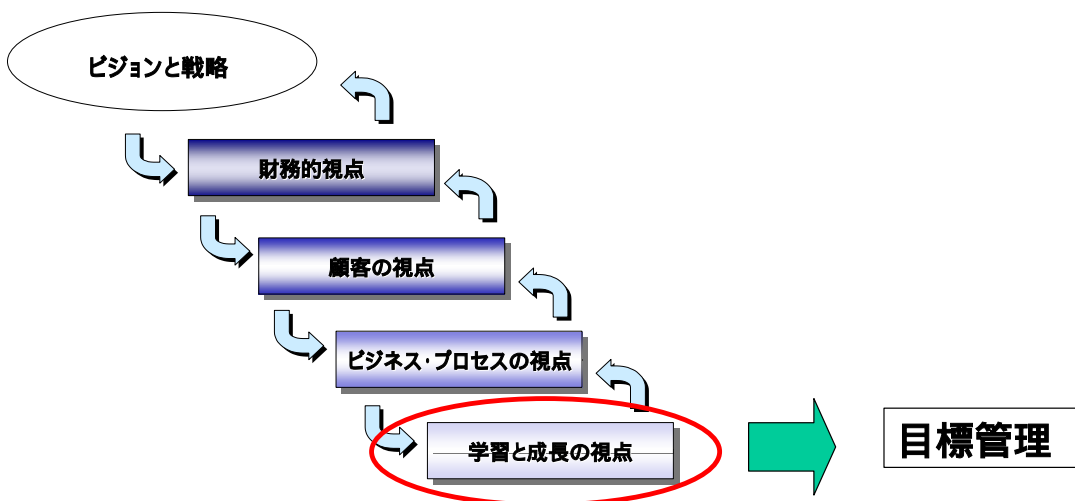 ビジョンと戦略
財務的視点
顧客の視点
ビジネス・プロセスの視点
学習と成長の視点
目標管理